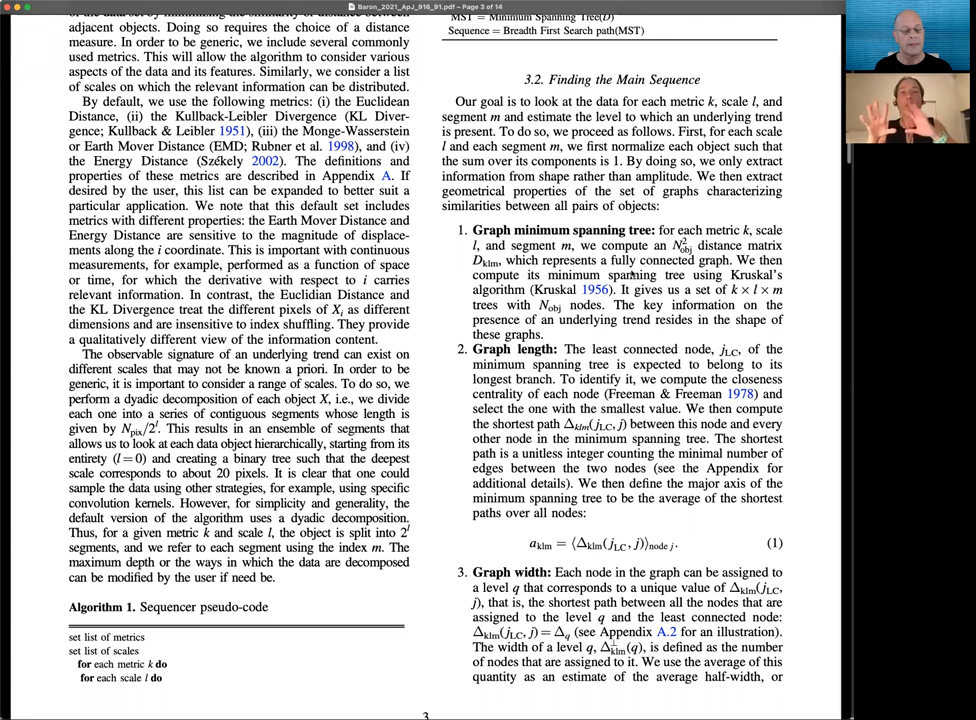 Baron_2021_ApJ_916_91.pdf – Page 3 of 14
adjacent objects. Doing so requires the choice of a distance
measure. In order to be generic, we include several commonly
used metrics. This will allow the algorithm to consider various
aspects of the data and its features. Similarly, we consider a list
of scales on which the relevant information can be distributed.
By default, we use the following metrics: (i) the Euclidean
Distance, (ii) the Kullback-Leibler Divergence (KL Diver-
gence; Kullback & Leibler 1951), (iii) the Monge-Wasserstein
or Earth Mover Distance (EMD; Rubner et al. 1998), and (iv)
the Energy Distance (Székely 2002). The definitions and
properties of these metrics are described in Appendix A. If
desired by the user, this list can be expanded to better suit a
particular application. We note that this default set includes
metrics with different properties: the Earth Mover Distance and
Energy Distance are sensitive to the magnitude of displace-
ments along the i coordinate. This is important with continuous
measurements, for example, performed as a function of space
or time, for which the derivative with respect to i carries
relevant information. In contrast, the Euclidian Distance and
the KL Divergence treat the different pixels of Xi as different
dimensions and are insensitive to index shuffling. They provide
a qualitatively different view of the information content.
The observable signature of an underlying trend can exist on
different scales that may not be known a priori. In order to be
generic, it is important to consider a range of scales. To do so, we
perform a dyadic decomposition of each object X, i.e., we divide
each one into a series of contiguous segments whose length is
given by Npix/2^l. This results in an ensemble of segments that
allows us to look at each data object hierarchically, starting from its
entirety (l = 0) and creating a binary tree such that the deepest
scale corresponds to about 20 pixels. It is clear that one could
sample the data using other strategies, for example, using specific
convolution kernels. However, for simplicity and generality, the
default version of the algorithm uses a dyadic decomposition.
Thus, for a given metric k and scale l, the object is split into 2^l
segments, and we refer to each segment using the index m. The
maximum depth or the ways in which the data are decomposed
can be modified by the user if need be.
Algorithm 1. Sequencer pseudo-code
set list of metrics
set list of scales
for each metric k do
for each scale l do
MST = Minimum Spanning Tree(D)
Sequence = Breadth First Search path(MST)
3.2. Finding the Main Sequence
Our goal is to look at the data for each metric k, scale l, and
segment m and estimate the level to which an underlying trend
is present. To do so, we proceed as follows. First, for each scale
l and each segment m, we first normalize each object such that
the sum over its components is 1. By doing so, we only extract
information from shape rather than amplitude. We then extract
geometrical properties of the set of graphs characterizing
similarities between all pairs of objects:
1. Graph minimum spanning tree: for each metric k, scale
l, and segment m, we compute an N²obj distance matrix
Dklm, which represents a fully connected graph. We then
compute its minimum spanning tree using Kruskal's
algorithm (Kruskal 1956). It gives us a set of k × l × m
trees with Nobj nodes. The key information on the
presence of an underlying trend resides in the shape of
these graphs.
2. Graph length: The least connected node, jLC, of the
minimum spanning tree is expected to belong to its
longest branch. To identify it, we compute the closeness
centrality of each node (Freeman & Freeman 1978) and
select the one with the smallest value. We then compute
the shortest path Δklm(jLC, j) between this node and every
other node in the minimum spanning tree. The shortest
path is a unitless integer counting the minimal number of
edges between the two nodes (see the Appendix for
additional details). We then define the major axis of the
minimum spanning tree to be the average of the shortest
paths over all nodes:
aklm = ⟨Δklm(jLC, j)⟩node j. (1)
3. Graph width: Each node in the graph can be assigned to
a level q that corresponds to a unique value of Δklm(jLC,
j), that is, the shortest path between all the nodes that are
assigned to the level q and the least connected node:
Δklm(jLC, j) = Δq (see Appendix A.2 for an illustration).
The width of a level q, Δ⊥klm(q), is defined as the number
of nodes that are assigned to it. We use the average of this
quantity as an estimate of the average half-width, or
3